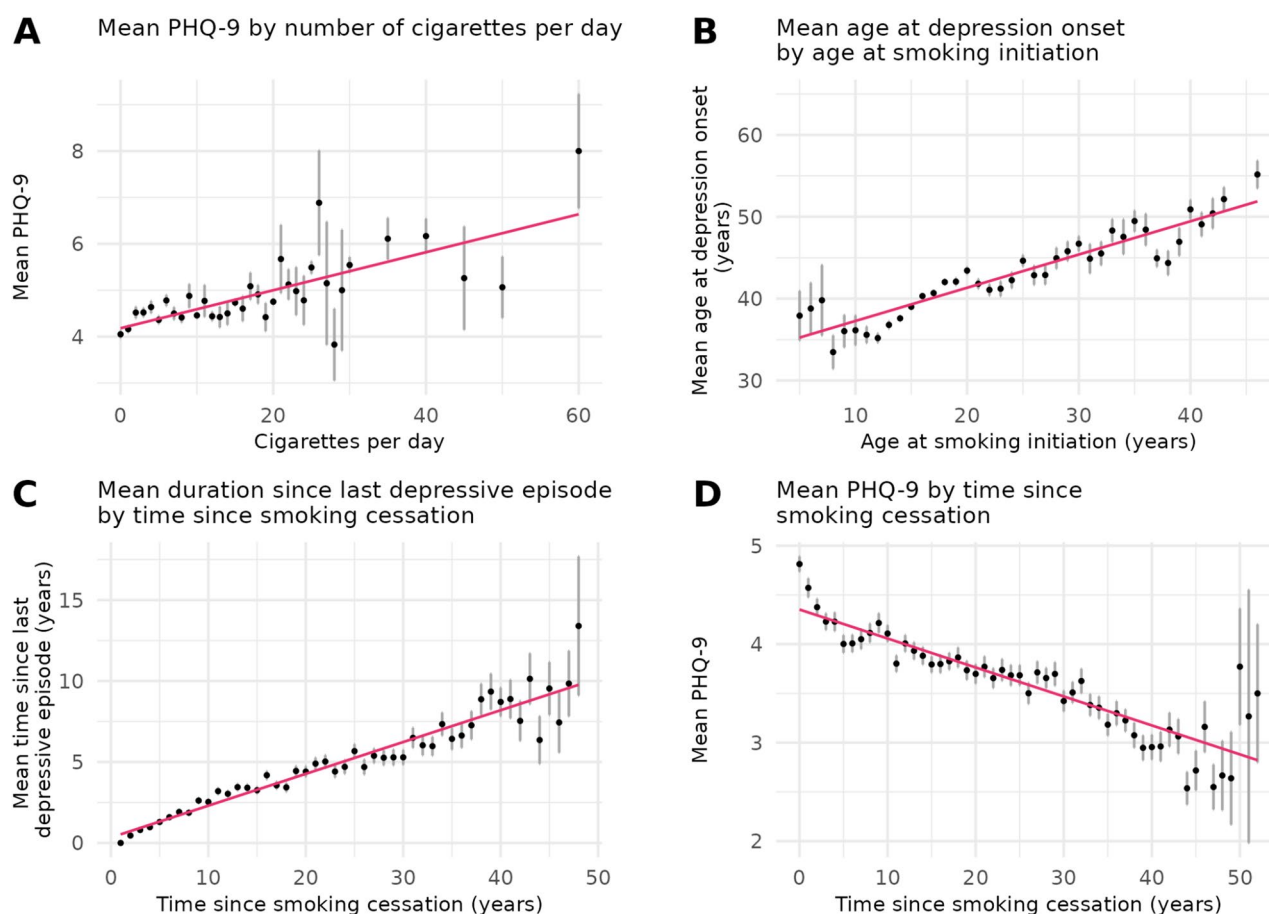 A
Mean PHQ-9 by number of cigarettes per day
Mean PHQ-9
8
6
4
0
20
40
60
Cigarettes per day
B
Mean age at depression onset
by age at smoking initiation
Mean age at depression onset
(years)
60
50
40
30
10
20
30
40
Age at smoking initiation (years)
C
Mean duration since last depressive episode
by time since smoking cessation
Mean time since last
depressive episode (years)
15
10
5
0
0
10
20
30
40
50
Time since smoking cessation (years)
D
Mean PHQ-9 by time since
smoking cessation
Mean PHQ-9
5
4
3
2
0
10
20
30
40
50
Time since smoking cessation (years)